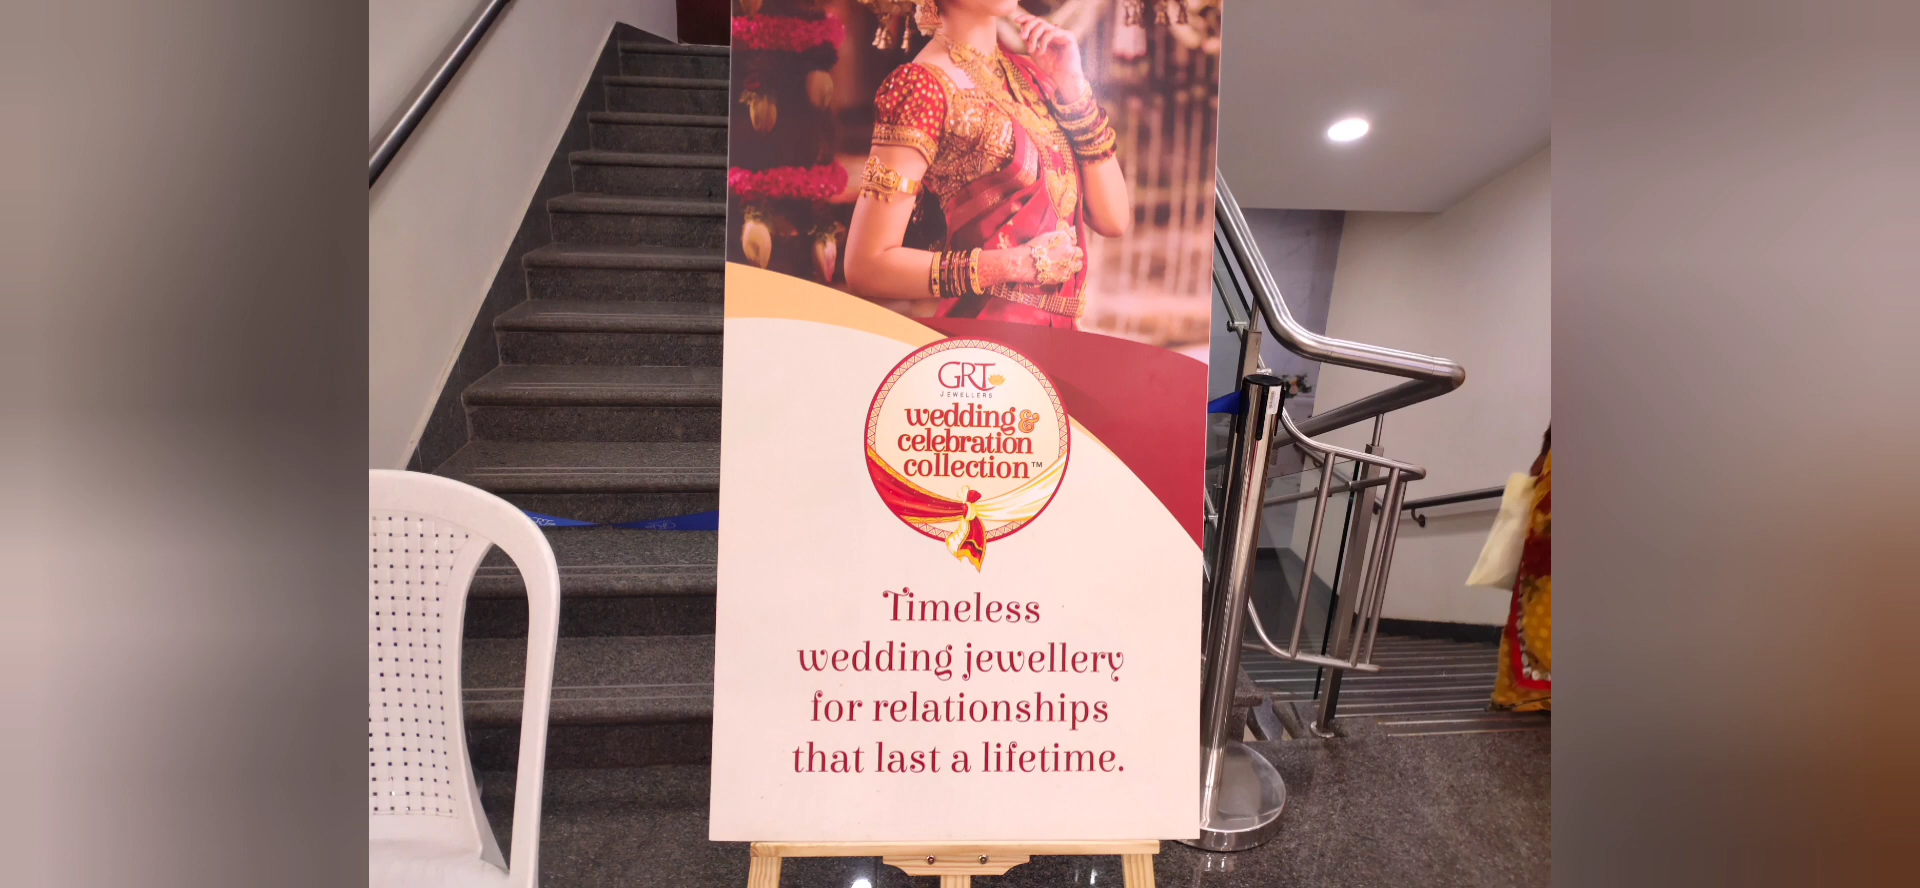 GRT
JEWELLERS
wedding &
celebration
collection™
Timeless
wedding jewellery
for relationships
that last a lifetime.